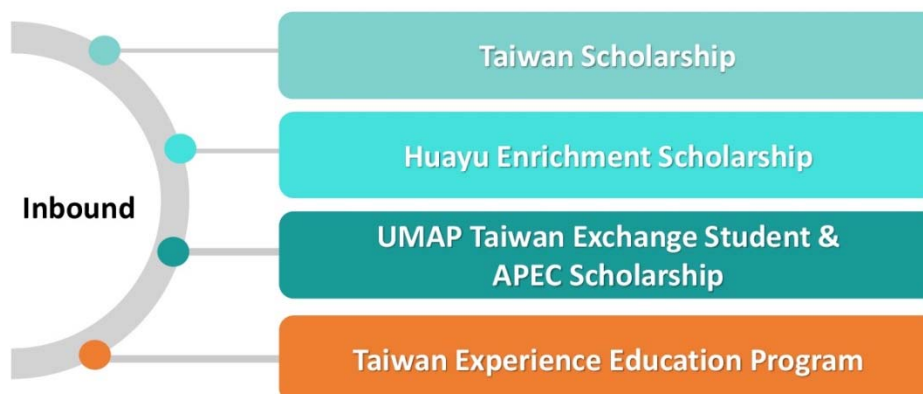 Taiwan Scholarship
Huayu Enrichment Scholarship
Inbound
UMAP Taiwan Exchange Student &
APEC Scholarship
Taiwan Experience Education Program